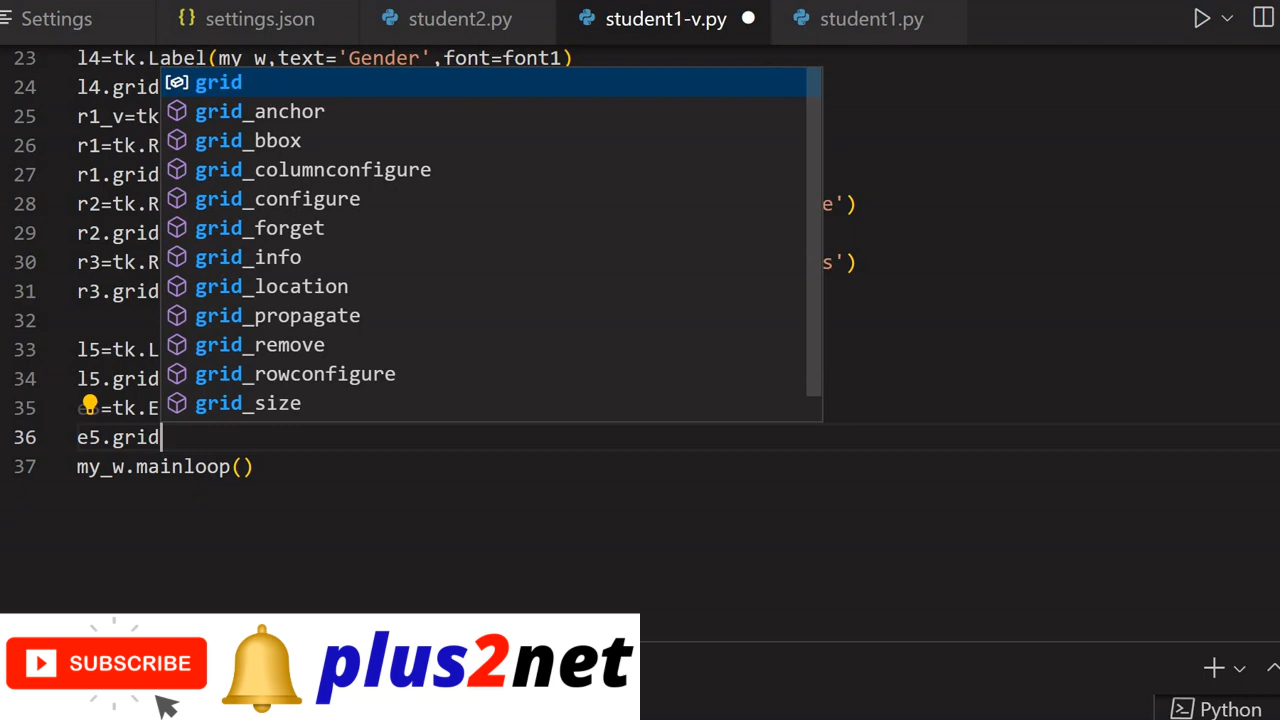 Settings
{} settings.json
student2.py
student1-v.py
student1.py
23 l4=tk.Label(my_w,text='Gender',font=font1)
24 l4.grid
25 r1_v=tk
26 r1=tk.R
27 r1.grid
28 r2=tk.R e')
29 r2.grid
30 r3=tk.R s')
31 r3.grid
32
33 l5=tk.L
34 l5.grid
35 =tk.E
36 e5.grid
37 my_w.mainloop()
grid
grid_anchor
grid_bbox
grid_columnconfigure
grid_configure
grid_forget
grid_info
grid_location
grid_propagate
grid_remove
grid_rowconfigure
grid_size
SUBSCRIBE
plus2net
Python